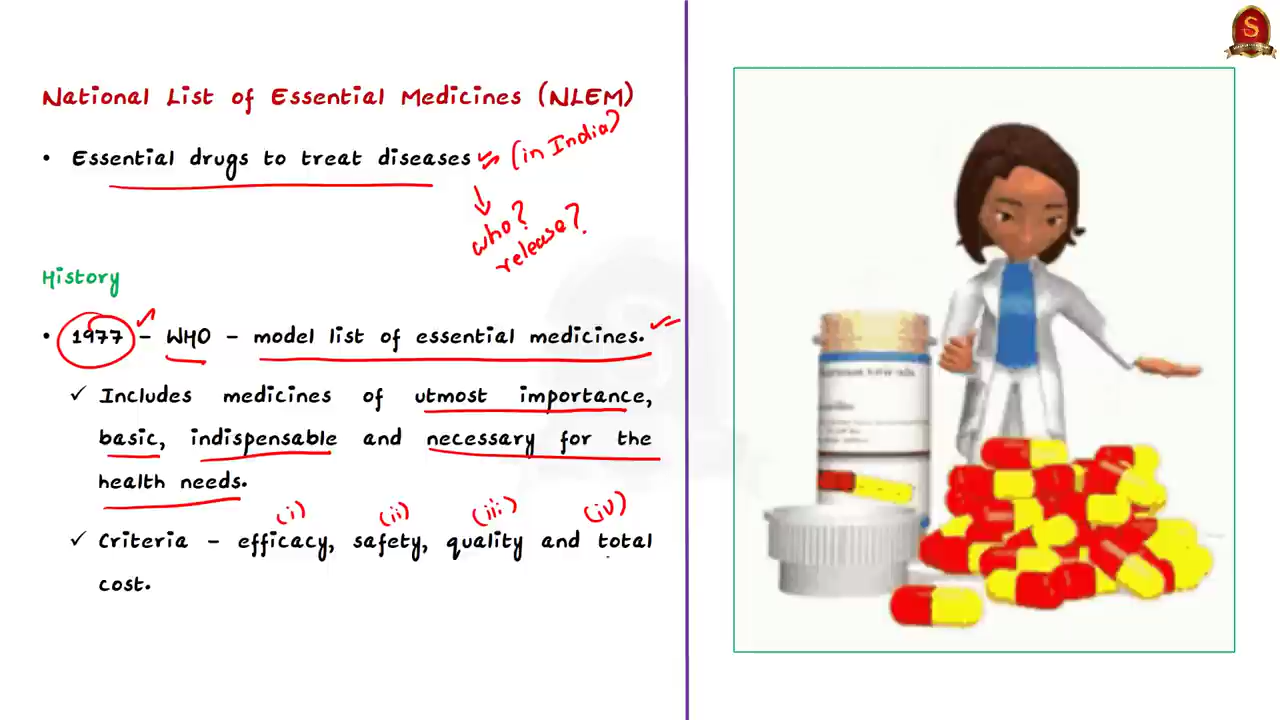 S
National List of Essential Medicines (NLEM)
• Essential drugs to treat diseases (in India)
who?
release?
History
• 1977 – WHO – model list of essential medicines.
✓ Includes medicines of utmost importance,
basic, indispensable and necessary for the
health needs.
(i) (ii) (iii) (iv)
✓ Criteria – efficacy, safety, quality and total
cost.